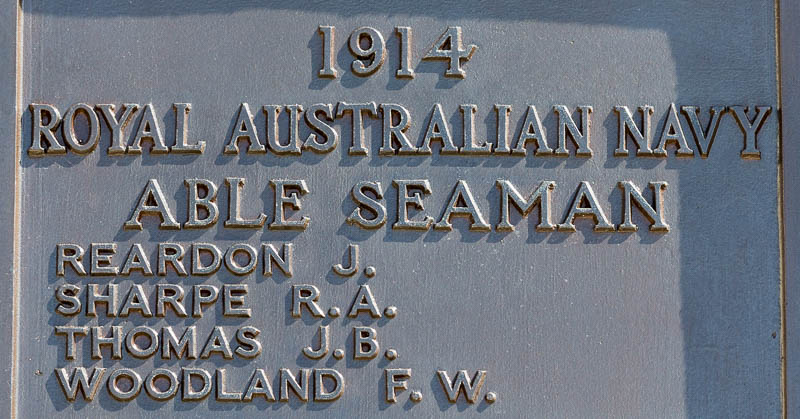 1914
ROYAL AUSTRALIAN NAVY
ABLE SEAMAN
REARDON J.
SHARPE R.A.
THOMAS J.B.
WOODLAND F.W.